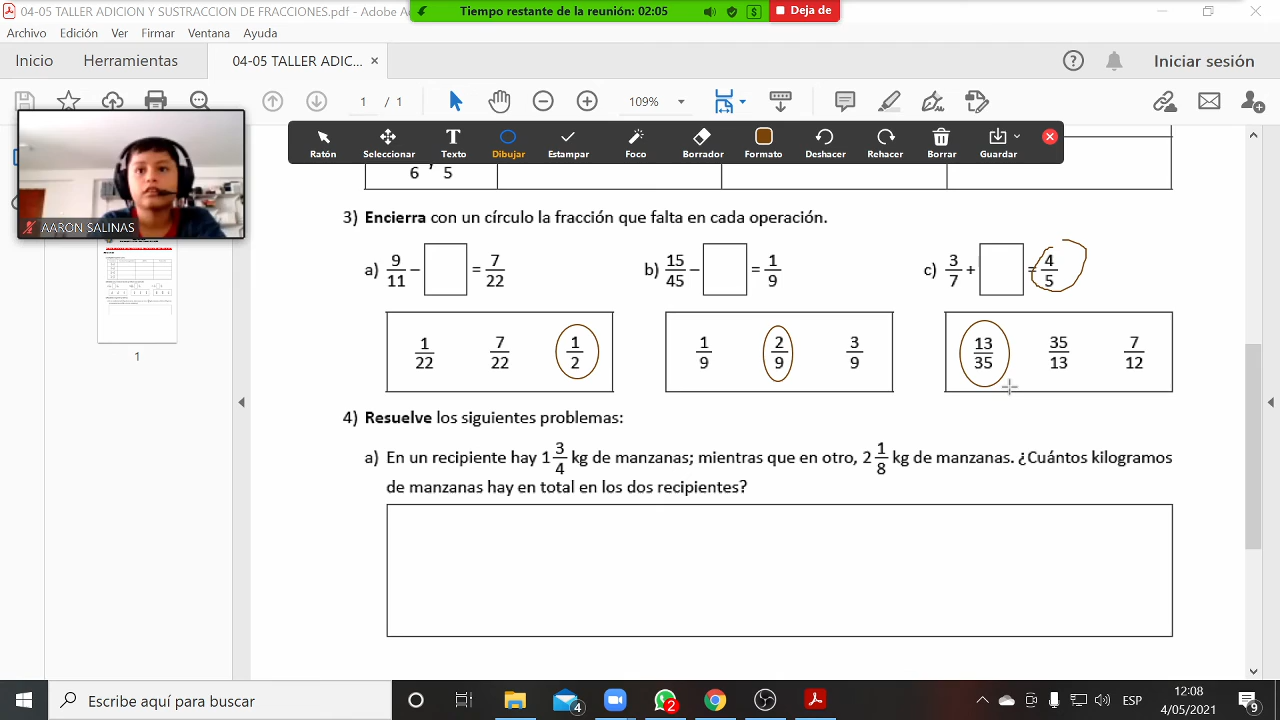 04-05 TALLER ADICION Y SUSTRACCION DE FRACCIONES.pdf - Adobe Ac
Tiempo restante de la reunión: 02:05
Deja de
Archivo Edición Ver Firmar Ventana Ayuda
Inicio Herramientas 04-05 TALLER ADIC... × Iniciar sesión
1 / 1 109%
Ratón Seleccionar Texto Dibujar Estampar Foco Borrador Formato Deshacer Rehacer Borrar Guardar
6 , 5
AARON SALINAS
3) Encierra con un círculo la fracción que falta en cada operación.
a) 9/11 − = 7/22 b) 15/45 − = 1/9 c) 3/7 + = 4/5
1/22 7/22 1/2 1/9 2/9 3/9 13/35 35/13 7/12
1
4) Resuelve los siguientes problemas:
a) En un recipiente hay 1 3/4 kg de manzanas; mientras que en otro, 2 1/8 kg de manzanas. ¿Cuántos kilogramos
de manzanas hay en total en los dos recipientes?
Escribe aquí para buscar 4 2 ESP 12:08
4/05/2021 9